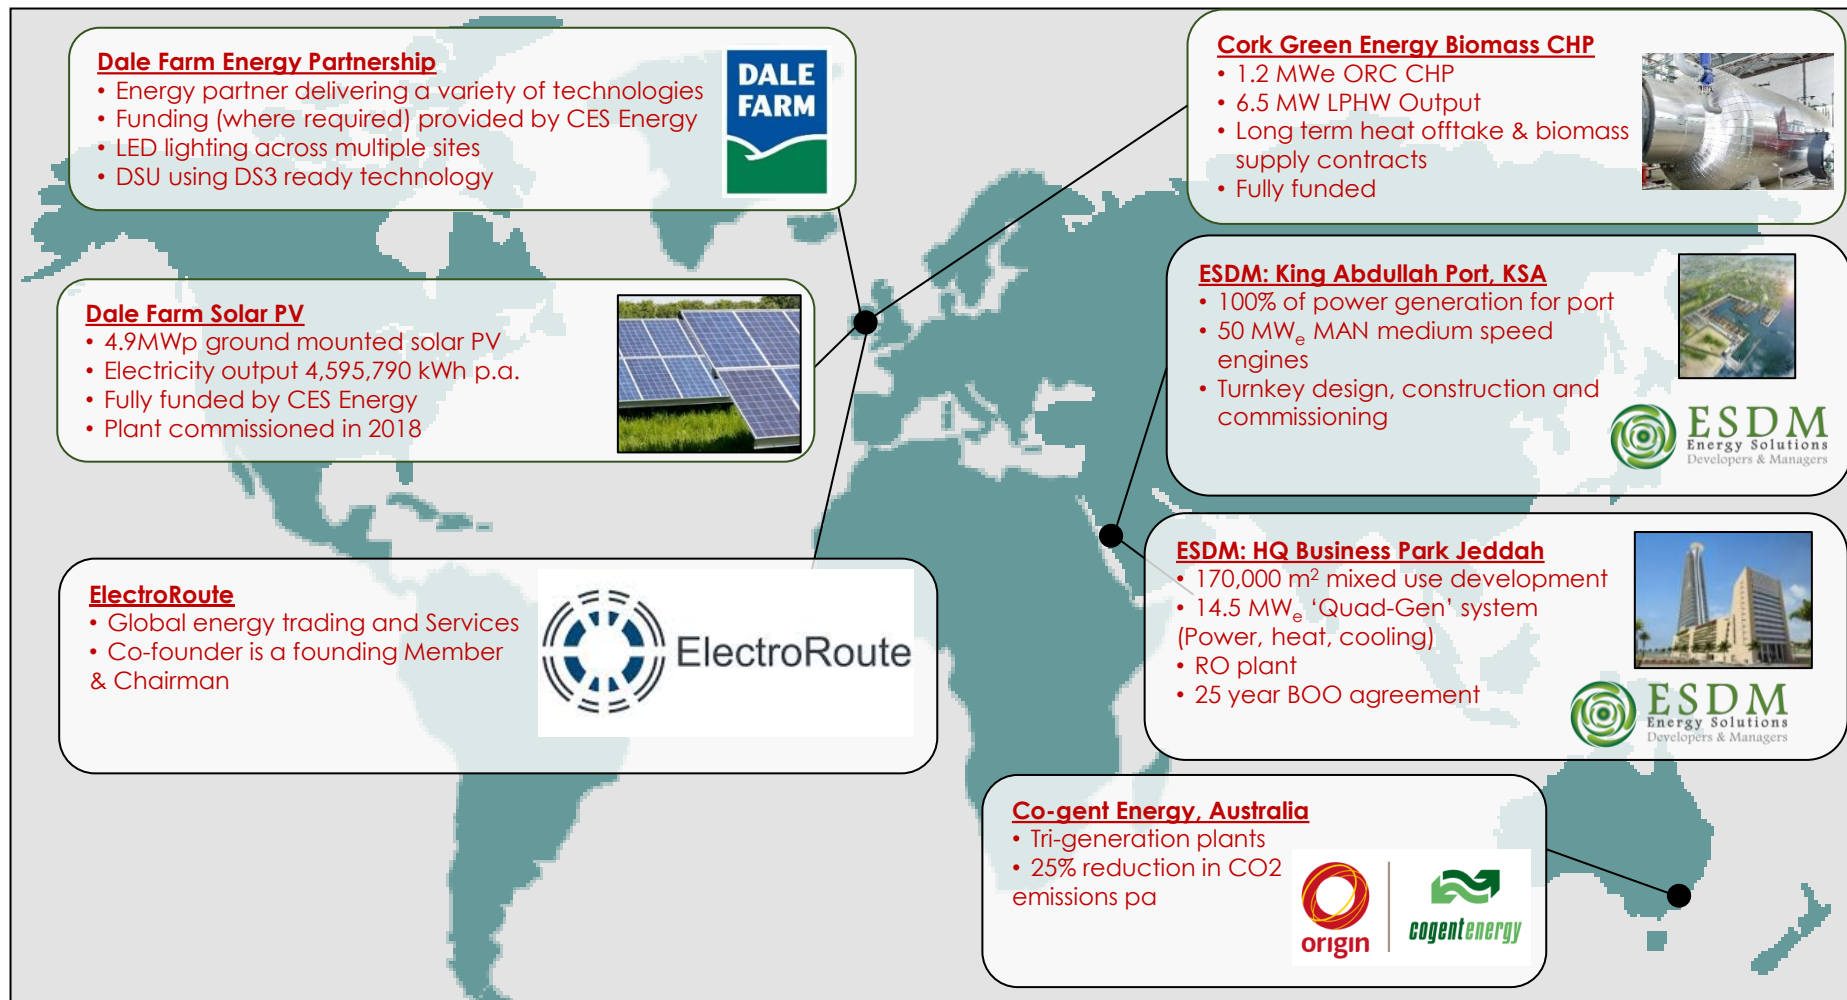 Dale Farm Energy Partnership
• Energy partner delivering a variety of technologies
• Funding (where required) provided by CES Energy
• LED lighting across multiple sites
• DSU using DS3 ready technology
DALE
FARM
Cork Green Energy Biomass CHP
• 1.2 MWe ORC CHP
• 6.5 MW LPHW Output
• Long term heat offtake & biomass
supply contracts
• Fully funded
Dale Farm Solar PV
• 4.9MWp ground mounted solar PV
• Electricity output 4,595,790 kWh p.a.
• Fully funded by CES Energy
• Plant commissioned in 2018
ESDM: King Abdullah Port, KSA
• 100% of power generation for port
• 50 MWe MAN medium speed
engines
• Turnkey design, construction and
commissioning
ESDM
Energy Solutions
Developers & Managers
ElectroRoute
• Global energy trading and Services
• Co-founder is a founding Member
& Chairman
ElectroRoute
ESDM: HQ Business Park Jeddah
• 170,000 m2 mixed use development
• 14.5 MWe ‘Quad-Gen’ system
(Power, heat, cooling)
• RO plant
• 25 year BOO agreement
ESDM
Energy Solutions
Developers & Managers
Co-gent Energy, Australia
• Tri-generation plants
• 25% reduction in CO2
emissions pa
origin
cogentenergy